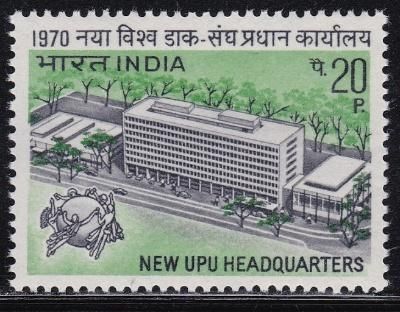 1970 नया विश्व डाक-संघ प्रधान कार्यालय
भारत INDIA
पै. 20
P.
NEW UPU HEADQUARTERS